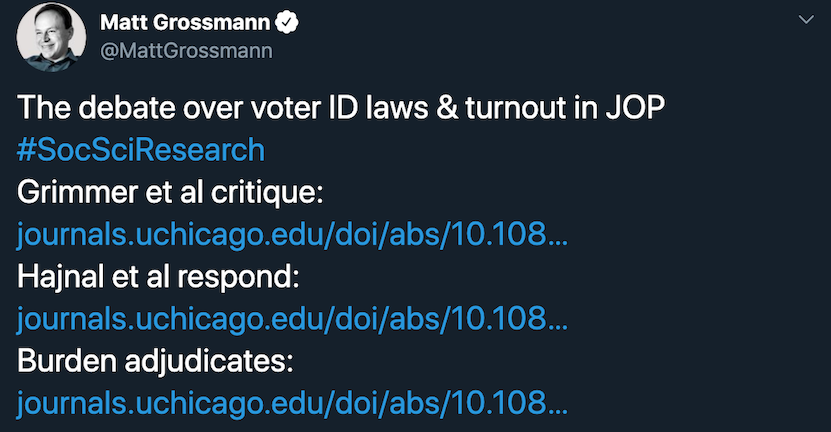 Matt Grossmann
@MattGrossmann
The debate over voter ID laws & turnout in JOP
#SocSciResearch
Grimmer et al critique:
journals.uchicago.edu/doi/abs/10.108...
Hajnal et al respond:
journals.uchicago.edu/doi/abs/10.108...
Burden adjudicates:
journals.uchicago.edu/doi/abs/10.108...